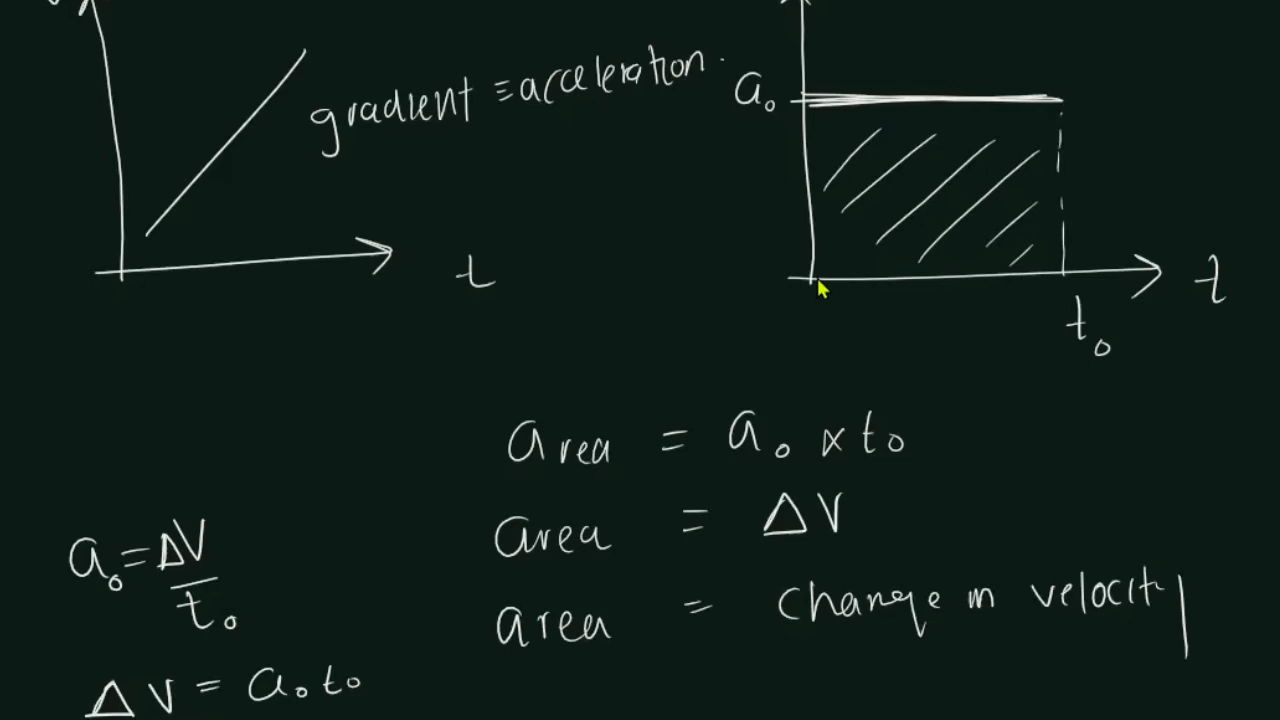 gradient ≡ acceleration.
a₀
t
t
t₀
area = a₀ × t₀
area = ΔV
area = change in velocity
a₀ = ΔV/t₀
ΔV = a₀t₀